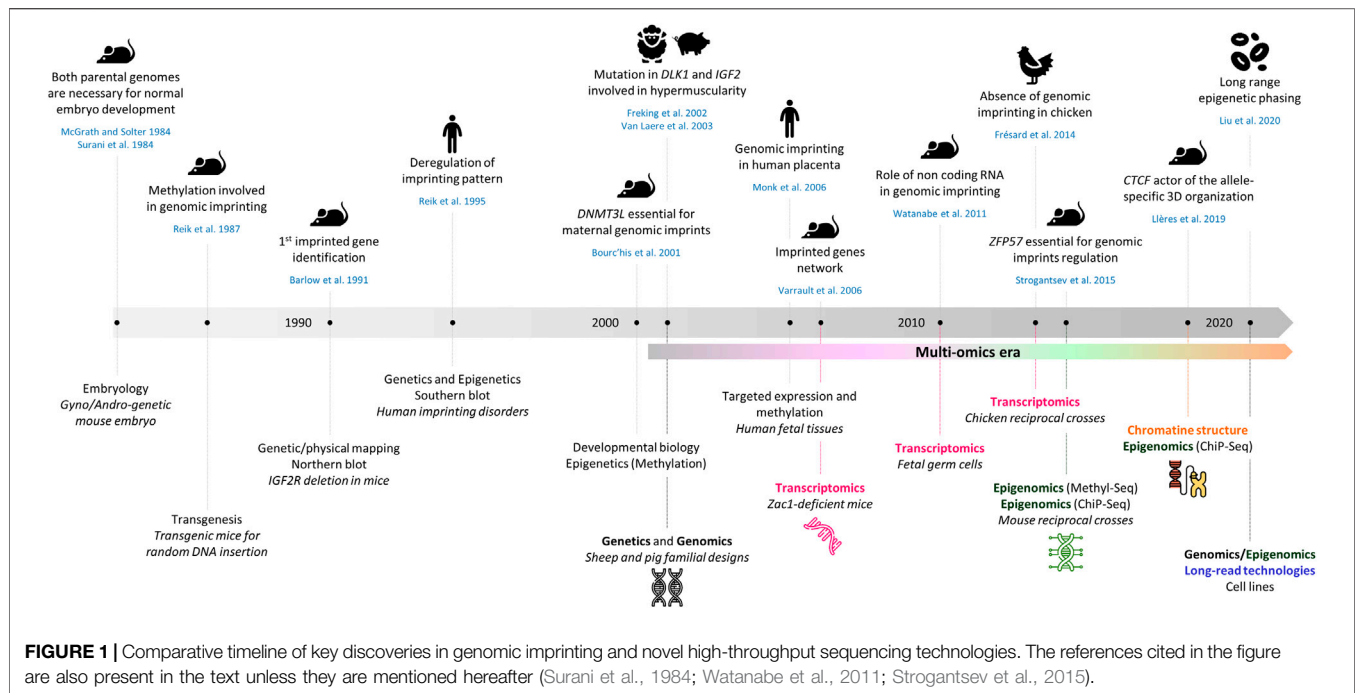 Both parental genomes
are necessary for normal
embryo development
McGrath and Solter 1984
Surani et al. 1984
Methylation involved
in genomic imprinting
Reik et al. 1987
1st imprinted gene
identification
Barlow et al. 1991
Deregulation of
imprinting pattern
Reik et al. 1995
Mutation in DLK1 and IGF2
involved in hypermuscularity
Freking et al. 2002
Van Laere et al. 2003
DNMT3L essential for
maternal genomic imprints
Bourc'his et al. 2001
Genomic imprinting
in human placenta
Monk et al. 2006
Imprinted genes
network
Varrault et al. 2006
Role of non coding RNA
in genomic imprinting
Watanabe et al. 2011
Absence of genomic
imprinting in chicken
Frésard et al. 2014
ZFP57 essential for genomic
imprints regulation
Strogantsev et al. 2015
CTCF actor of the allele-
specific 3D organization
Llères et al. 2019
Long range
epigenetic phasing
Liu et al. 2020
1990
2000
2010
2020
Multi-omics era
Embryology
Gyno/Andro-genetic
mouse embryo
Transgenesis
Transgenic mice for
random DNA insertion
Genetic/physical mapping
Northern blot
IGF2R deletion in mice
Genetics and Epigenetics
Southern blot
Human imprinting disorders
Developmental biology
Epigenetics (Methylation)
Genetics and Genomics
Sheep and pig familial designs
Targeted expression and
methylation
Human fetal tissues
Transcriptomics
Zac1-deficient mice
Transcriptomics
Fetal germ cells
Transcriptomics
Chicken reciprocal crosses
Epigenomics (Methyl-Seq)
Epigenomics (ChiP-Seq)
Mouse reciprocal crosses
Chromatine structure
Epigenomics (ChiP-Seq)
Genomics/Epigenomics
Long-read technologies
Cell lines
FIGURE 1 | Comparative timeline of key discoveries in genomic imprinting and novel high-throughput sequencing technologies. The references cited in the figure
are also present in the text unless they are mentioned hereafter (Surani et al., 1984; Watanabe et al., 2011; Strogantsev et al., 2015).